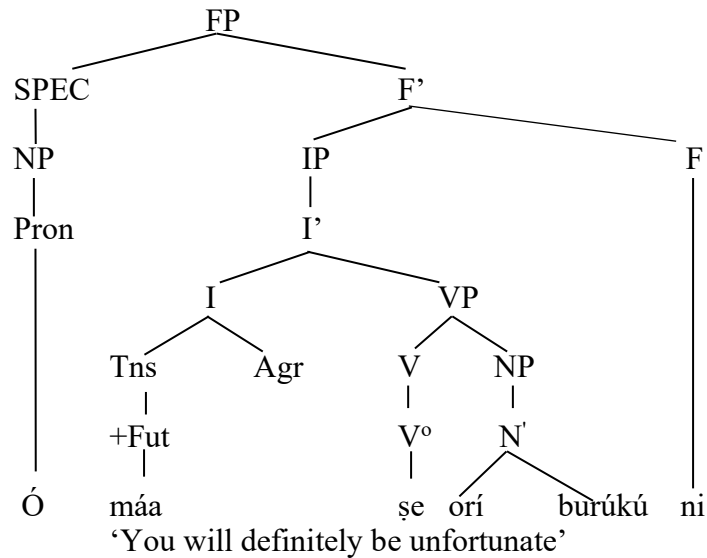 FP
SPEC F’
NP IP F
Pron I’
I VP
Tns Agr V NP
+Fut Vº N'
Ó máa ṣe orí burúkú ni
‘You will definitely be unfortunate’